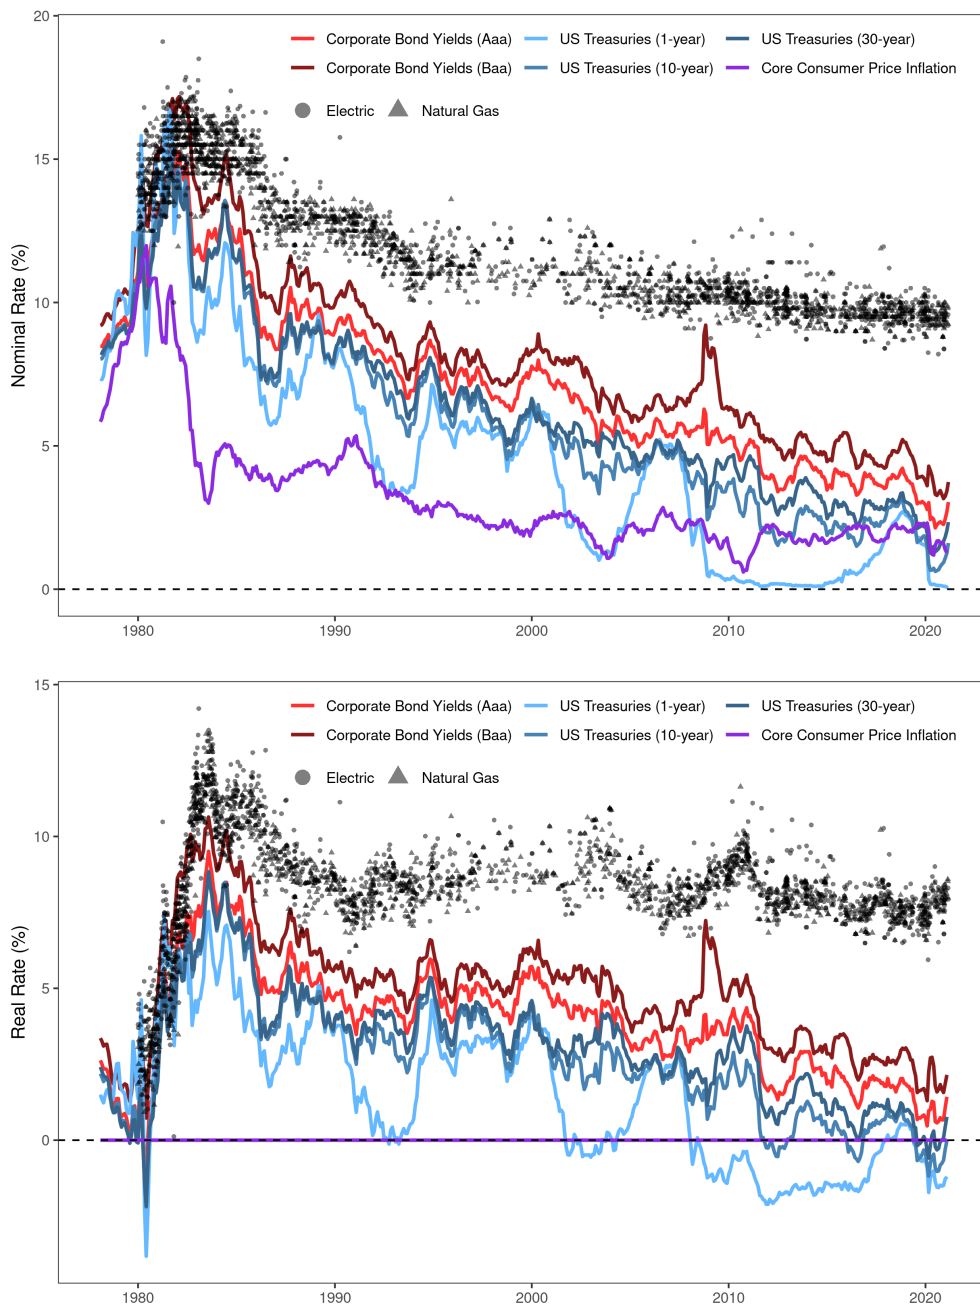 20
15
10
5
0
Nominal Rate (%)
Corporate Bond Yields (Aaa) US Treasuries (1-year) US Treasuries (30-year)
Corporate Bond Yields (Baa) US Treasuries (10-year) Core Consumer Price Inflation
Electric Natural Gas
1980 1990 2000 2010 2020
15
10
5
0
Real Rate (%)
Corporate Bond Yields (Aaa) US Treasuries (1-year) US Treasuries (30-year)
Corporate Bond Yields (Baa) US Treasuries (10-year) Core Consumer Price Inflation
Electric Natural Gas
1980 1990 2000 2010 2020